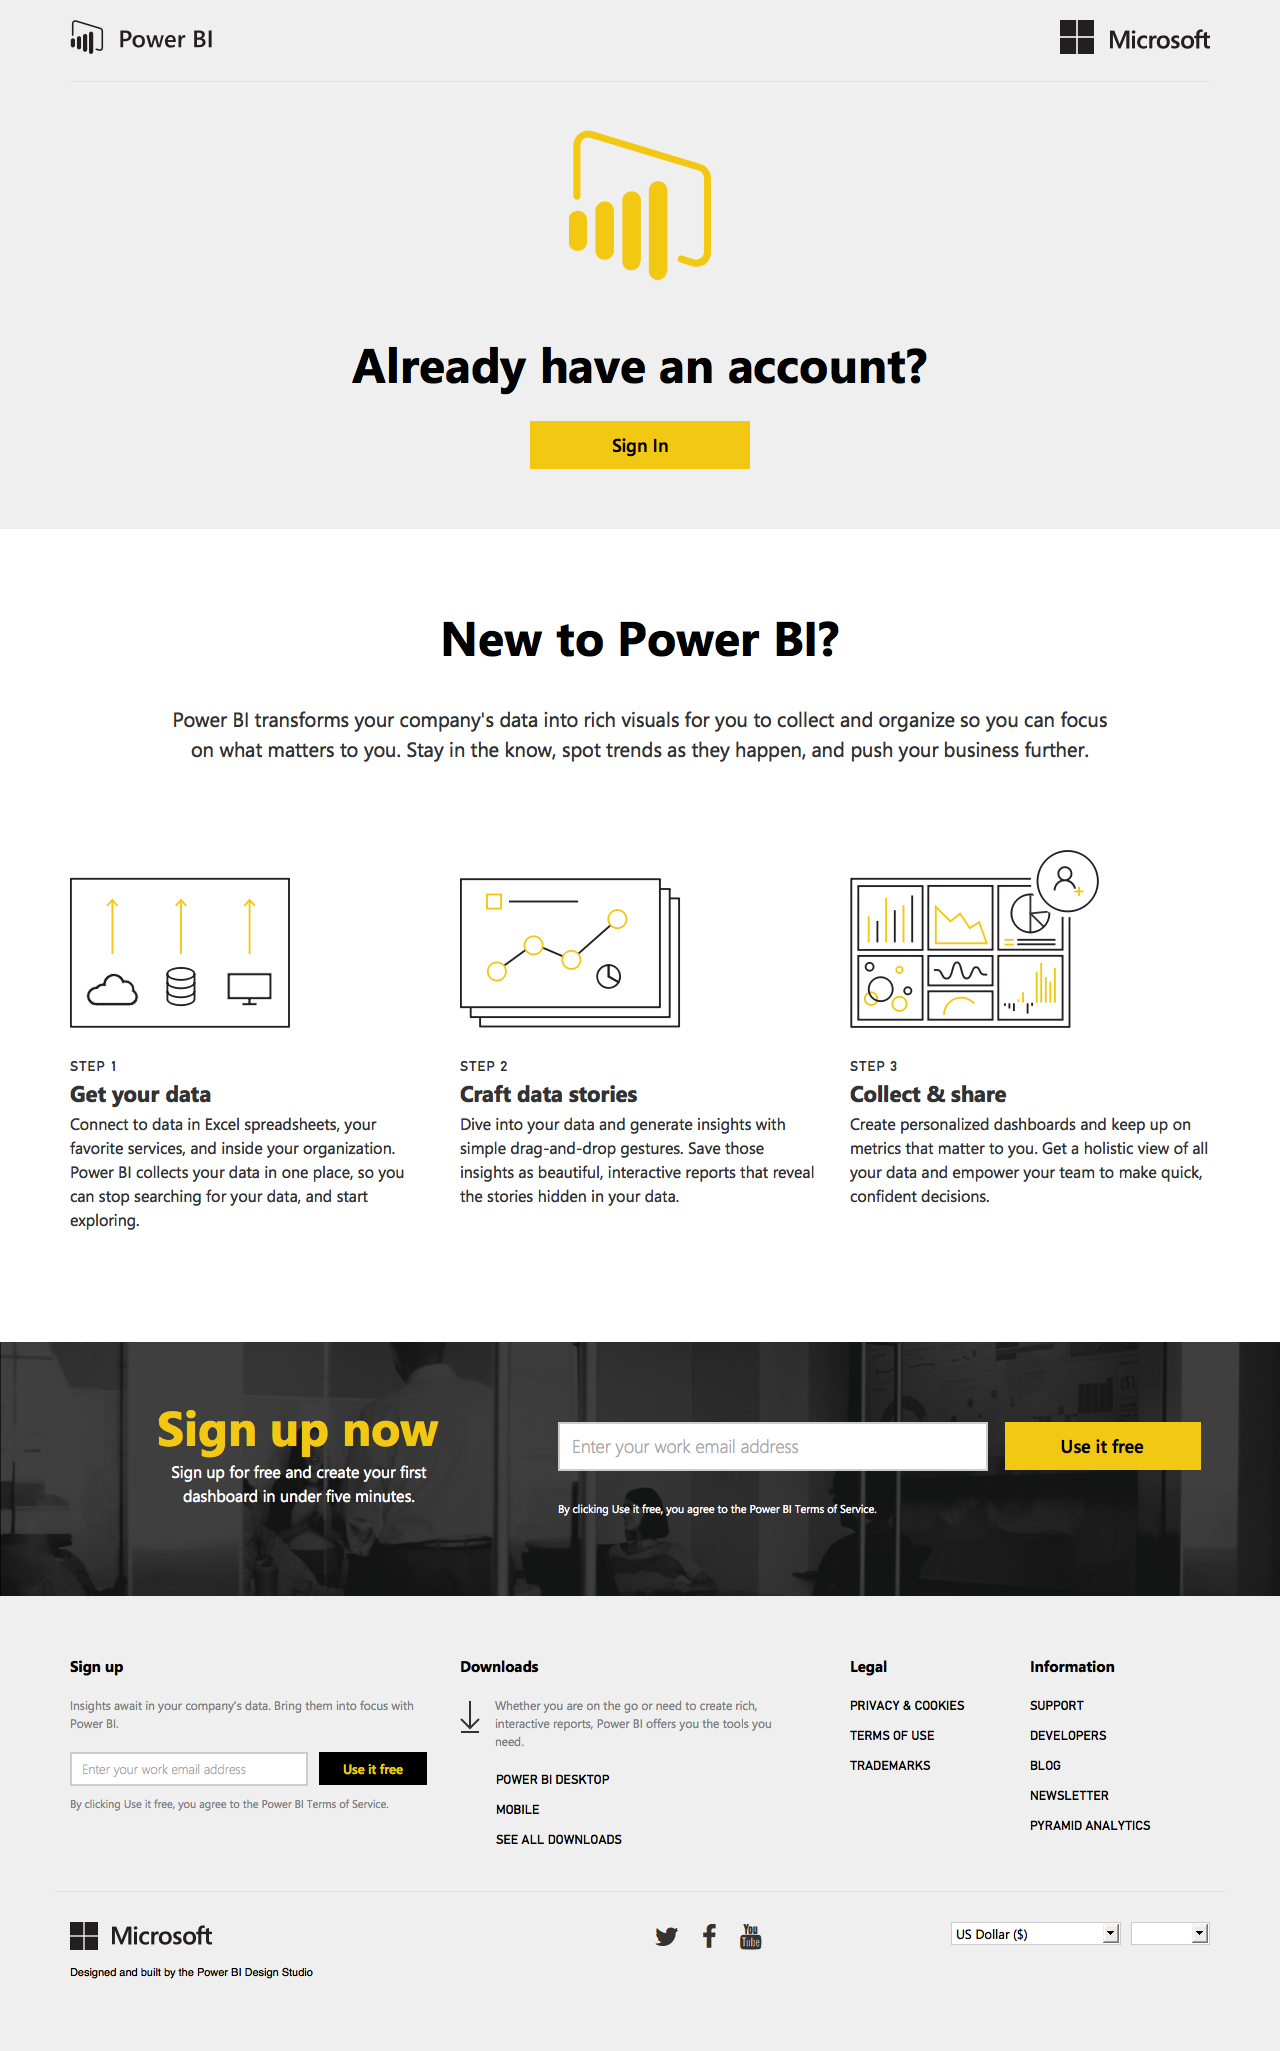 Power BI
Microsoft
Already have an account?
Sign In
New to Power BI?
Power BI transforms your company's data into rich visuals for you to collect and organize so you can focus
on what matters to you. Stay in the know, spot trends as they happen, and push your business further.
STEP 1
Get your data
Connect to data in Excel spreadsheets, your
favorite services, and inside your organization.
Power BI collects your data in one place, so you
can stop searching for your data, and start
exploring.
STEP 2
Craft data stories
Dive into your data and generate insights with
simple drag-and-drop gestures. Save those
insights as beautiful, interactive reports that reveal
the stories hidden in your data.
STEP 3
Collect & share
Create personalized dashboards and keep up on
metrics that matter to you. Get a holistic view of all
your data and empower your team to make quick,
confident decisions.
Sign up now
Sign up for free and create your first
dashboard in under five minutes.
Enter your work email address
Use it free
By clicking Use it free, you agree to the Power BI Terms of Service.
Sign up
Insights await in your company's data. Bring them into focus with
Power BI.
Enter your work email address
Use it free
By clicking Use it free, you agree to the Power BI Terms of Service.
Downloads
Whether you are on the go or need to create rich,
interactive reports, Power BI offers you the tools you
need.
POWER BI DESKTOP
MOBILE
SEE ALL DOWNLOADS
Legal
PRIVACY & COOKIES
TERMS OF USE
TRADEMARKS
Information
SUPPORT
DEVELOPERS
BLOG
NEWSLETTER
PYRAMID ANALYTICS
Microsoft
You
Tube
US Dollar ($)
Designed and built by the Power BI Design Studio